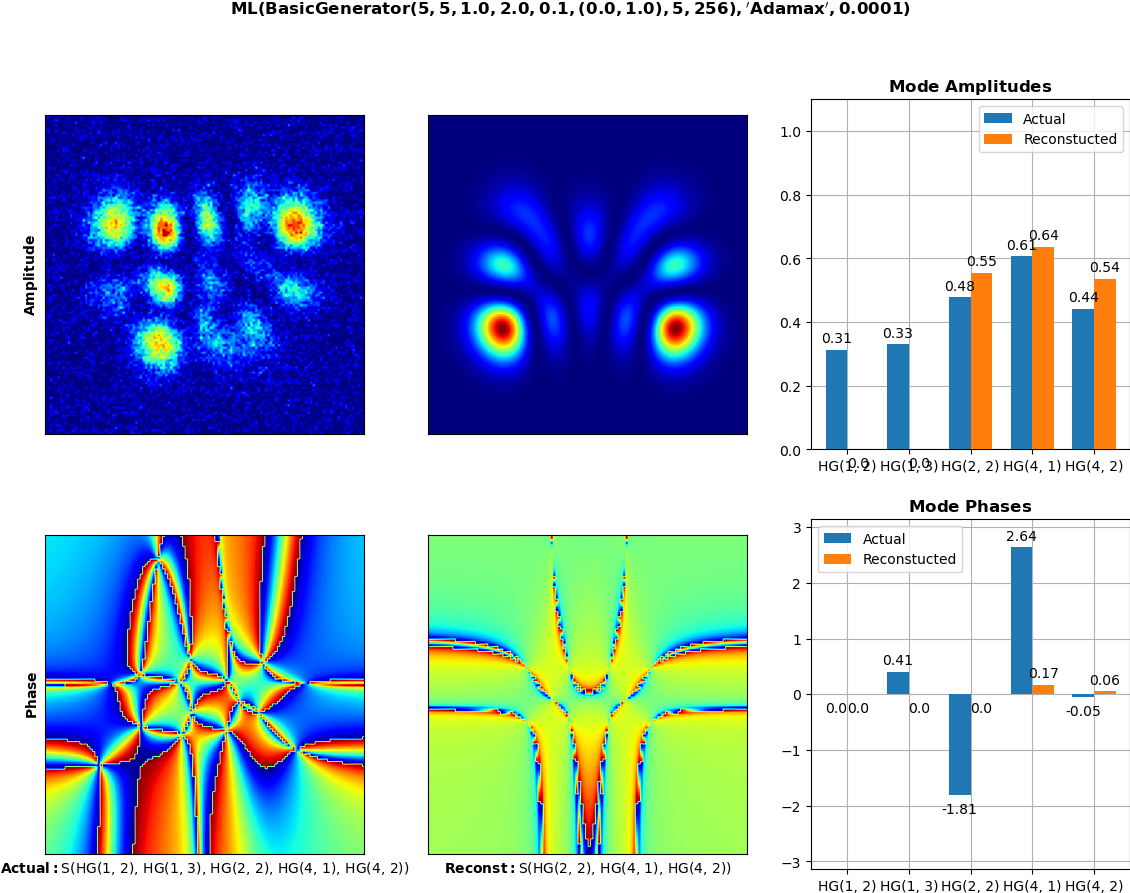 ML(BasicGenerator(5, 5, 1.0, 2.0, 0.1, (0.0, 1.0), 5, 256), ′Adamax′, 0.0001)
Amplitude
Mode Amplitudes
Actual
Reconstucted
1.0
0.8
0.6
0.4
0.2
0.0
0.31
0.0
0.33
0.0
0.48
0.55
0.61
0.64
0.44
0.54
HG(1, 2) HG(1, 3) HG(2, 2) HG(4, 1) HG(4, 2)
Phase
Actual: S(HG(1, 2), HG(1, 3), HG(2, 2), HG(4, 1), HG(4, 2))
Reconst: S(HG(2, 2), HG(4, 1), HG(4, 2))
Mode Phases
Actual
Reconstucted
3
2
1
0
−1
−2
−3
0.0
0.0
0.41
0.0
-1.81
0.0
2.64
0.17
-0.05
0.06
HG(1, 2) HG(1, 3) HG(2, 2) HG(4, 1) HG(4, 2)